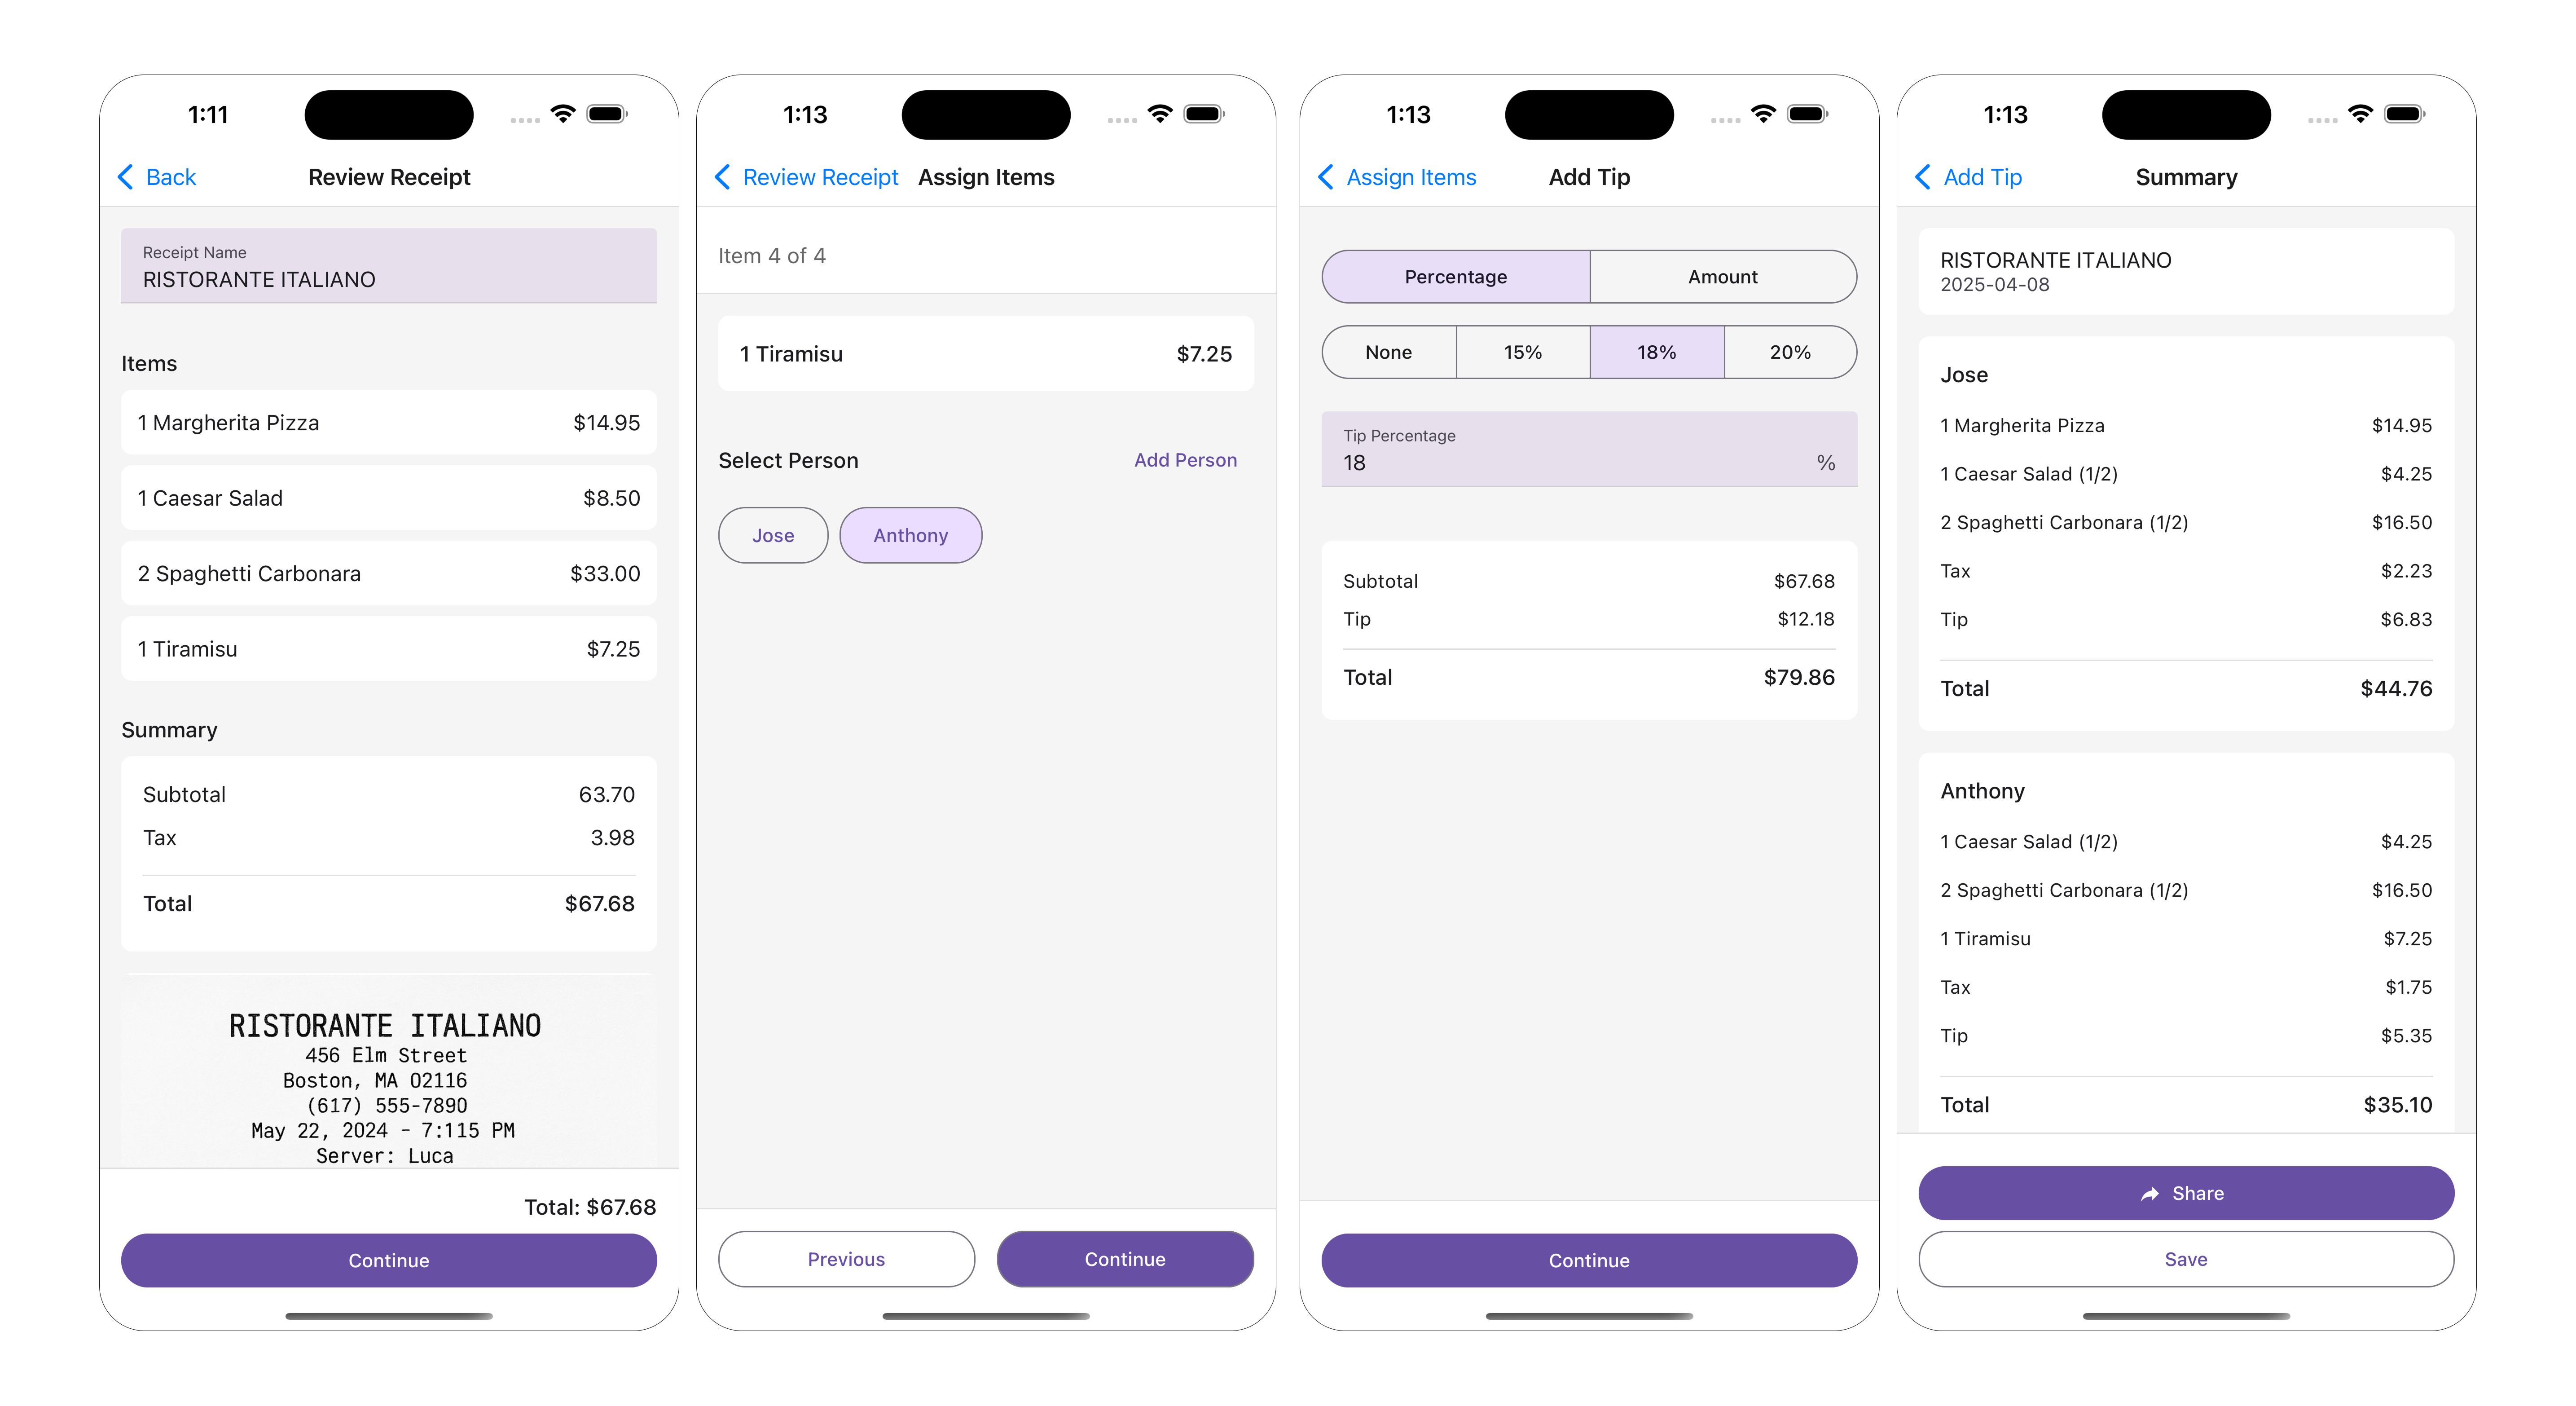 1:11
Back
Review Receipt
Receipt Name
RISTORANTE ITALIANO
Items
1 Margherita Pizza $14.95
1 Caesar Salad $8.50
2 Spaghetti Carbonara $33.00
1 Tiramisu $7.25
Summary
Subtotal 63.70
Tax 3.98
Total $67.68
RISTORANTE ITALIANO
456 Elm Street
Boston, MA 02116
(617) 555-7890
May 22, 2024 - 7:115 PM
Server: Luca
Total: $67.68
Continue
1:13
Review Receipt
Assign Items
Item 4 of 4
1 Tiramisu $7.25
Select Person
Add Person
Jose
Anthony
Previous
Continue
1:13
Assign Items
Add Tip
Percentage
Amount
None
15%
18%
20%
Tip Percentage
18 %
Subtotal $67.68
Tip $12.18
Total $79.86
Continue
1:13
Add Tip
Summary
RISTORANTE ITALIANO
2025-04-08
Jose
1 Margherita Pizza $14.95
1 Caesar Salad (1/2) $4.25
2 Spaghetti Carbonara (1/2) $16.50
Tax $2.23
Tip $6.83
Total $44.76
Anthony
1 Caesar Salad (1/2) $4.25
2 Spaghetti Carbonara (1/2) $16.50
1 Tiramisu $7.25
Tax $1.75
Tip $5.35
Total $35.10
Share
Save